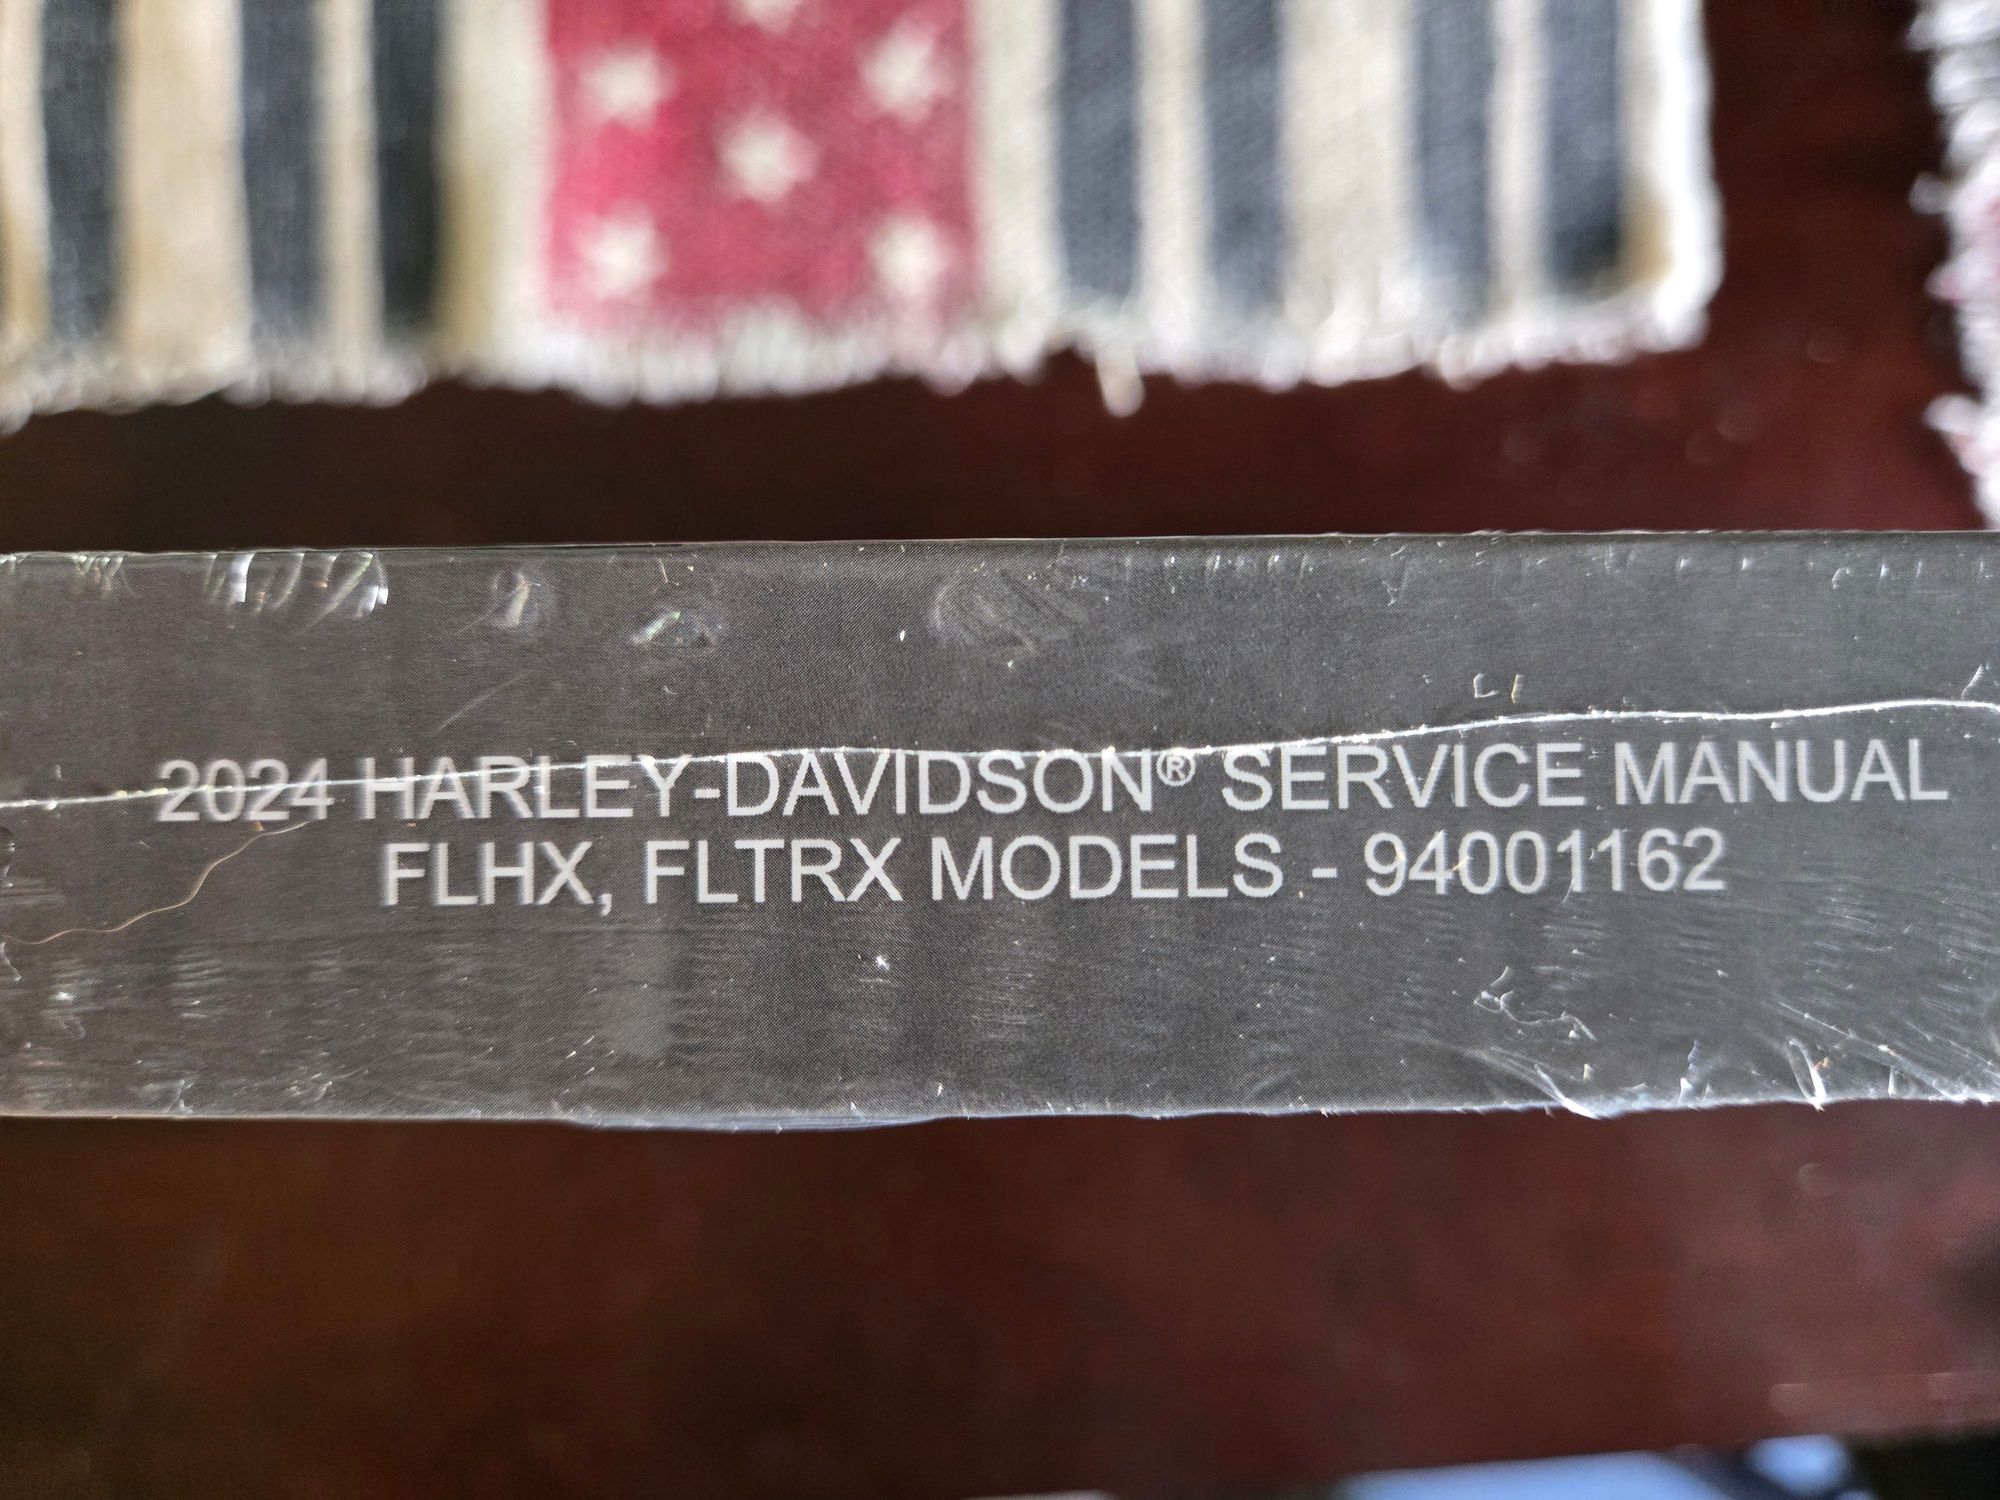 2024 HARLEY-DAVIDSON® SERVICE MANUAL
FLHX, FLTRX MODELS - 94001162